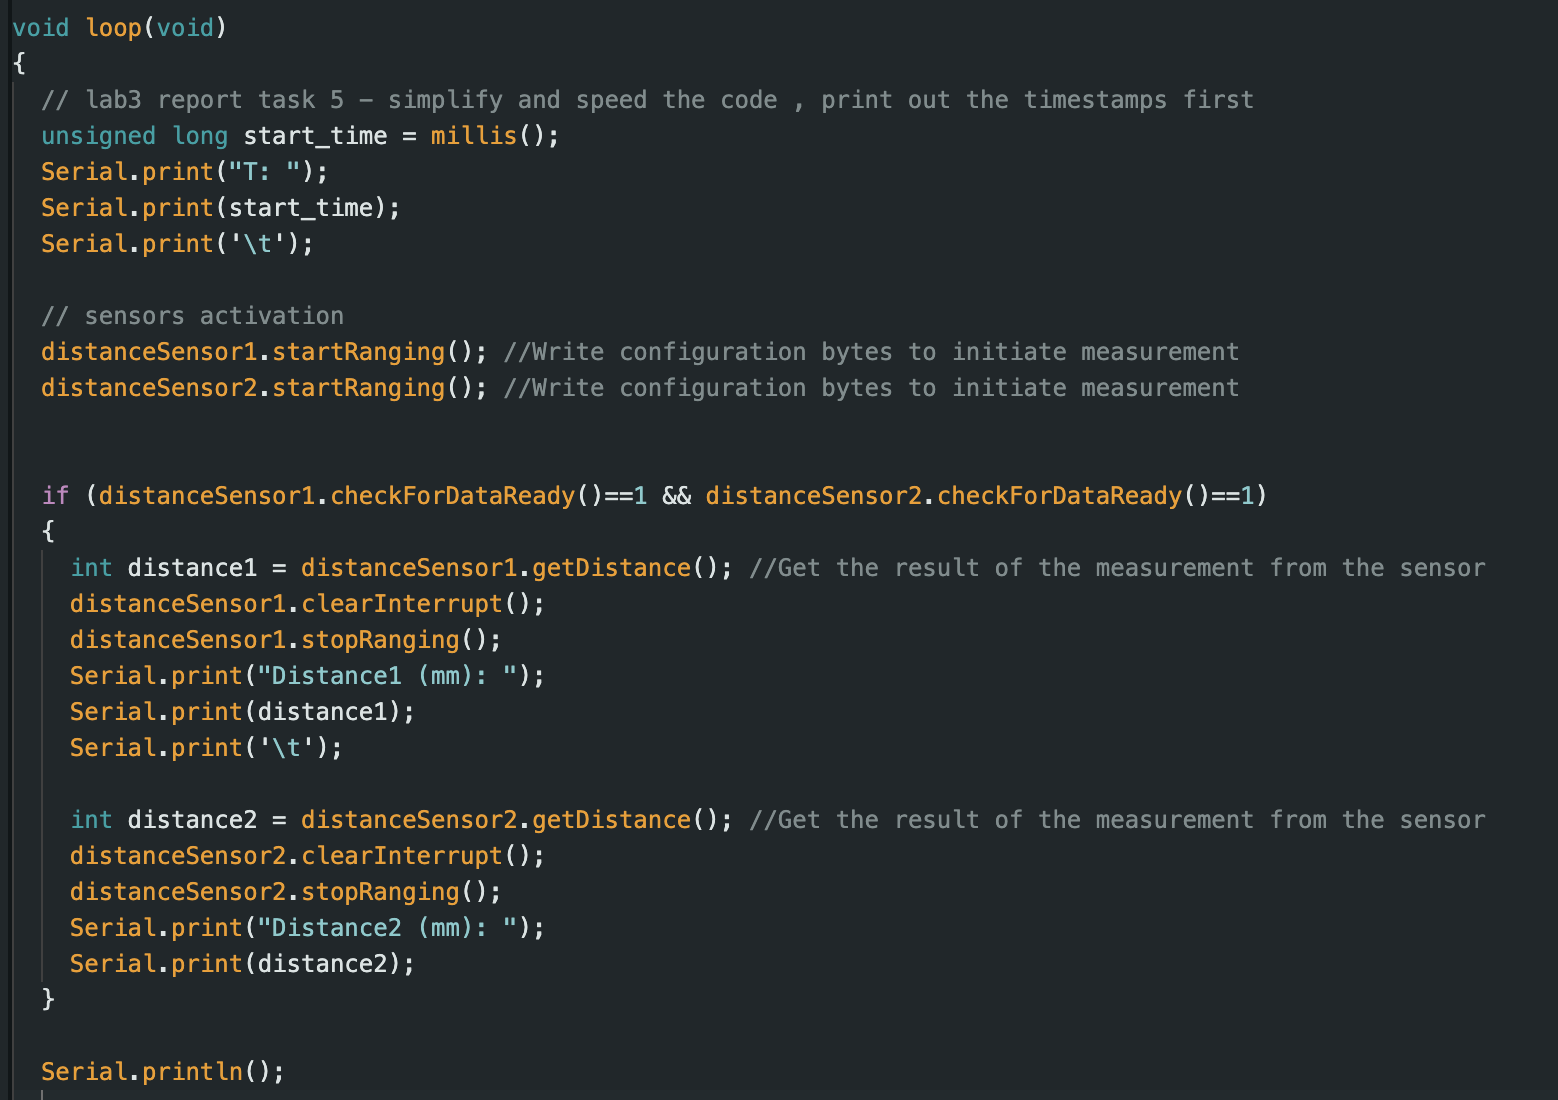 void loop(void)
{
// lab3 report task 5 – simplify and speed the code , print out the timestamps first
unsigned long start_time = millis();
Serial.print("T: ");
Serial.print(start_time);
Serial.print('\t');
// sensors activation
distanceSensor1.startRanging(); //Write configuration bytes to initiate measurement
distanceSensor2.startRanging(); //Write configuration bytes to initiate measurement
if (distanceSensor1.checkForDataReady()==1 && distanceSensor2.checkForDataReady()==1)
{
int distance1 = distanceSensor1.getDistance(); //Get the result of the measurement from the sensor
distanceSensor1.clearInterrupt();
distanceSensor1.stopRanging();
Serial.print("Distance1 (mm): ");
Serial.print(distance1);
Serial.print('\t');
int distance2 = distanceSensor2.getDistance(); //Get the result of the measurement from the sensor
distanceSensor2.clearInterrupt();
distanceSensor2.stopRanging();
Serial.print("Distance2 (mm): ");
Serial.print(distance2);
}
Serial.println();